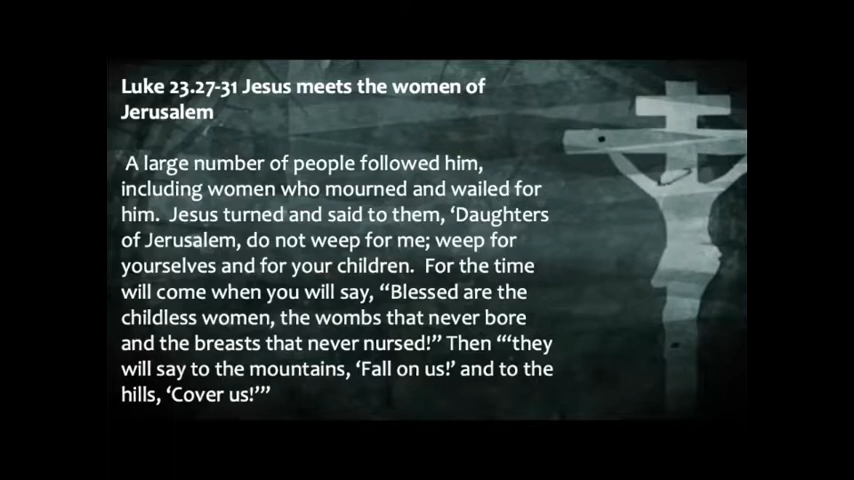 Luke 23.27-31 Jesus meets the women of
Jerusalem
A large number of people followed him,
including women who mourned and wailed for
him.  Jesus turned and said to them, ‘Daughters
of Jerusalem, do not weep for me; weep for
yourselves and for your children.  For the time
will come when you will say, “Blessed are the
childless women, the wombs that never bore
and the breasts that never nursed!” Then “‘they
will say to the mountains, ‘Fall on us!’ and to the
hills, ‘Cover us!’”’